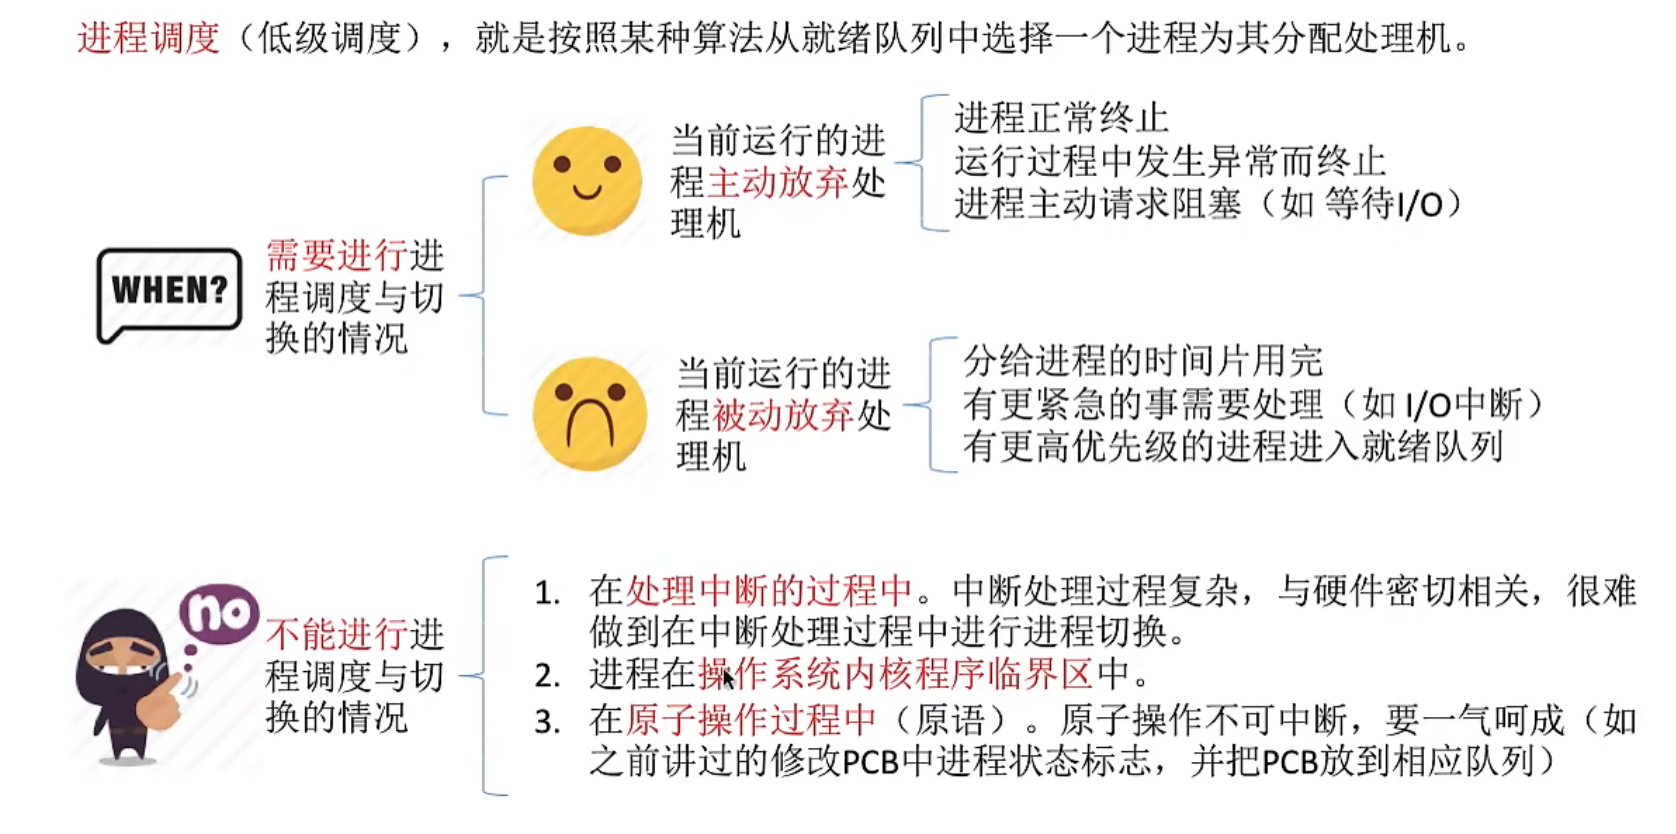 进程调度（低级调度），就是按照某种算法从就绪队列中选择一个进程为其分配处理机。
WHEN?
需要进行进
程调度与切
换的情况
当前运行的进
程主动放弃处
理机
进程正常终止
运行过程中发生异常而终止
进程主动请求阻塞（如 等待I/O）
当前运行的进
程被动放弃处
理机
分给进程的时间片用完
有更紧急的事需要处理（如 I/O中断）
有更高优先级的进程进入就绪队列
no
不能进行进
程调度与切
换的情况
1. 在处理中断的过程中。中断处理过程复杂，与硬件密切相关，很难
做到在中断处理过程中进行进程切换。
2. 进程在操作系统内核程序临界区中。
3. 在原子操作过程中（原语）。原子操作不可中断，要一气呵成（如
之前讲过的修改PCB中进程状态标志，并把PCB放到相应队列）